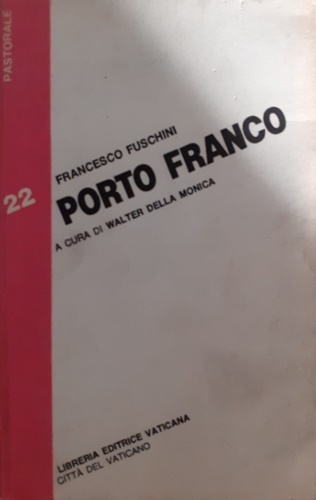 PASTORALE
22
FRANCESCO FUSCHINI
PORTO FRANCO
A CURA DI WALTER DELLA MONICA
LIBRERIA EDITRICE VATICANA
CITTÀ DEL VATICANO